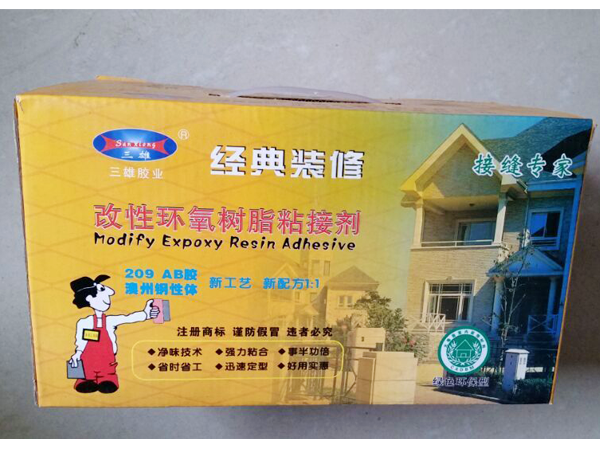 San xiong
三雄
®
三雄胶业
经典装修
接缝专家
改性环氧树脂粘接剂
Modify Expoxy Resin Adhesive
209 AB胶
澳州钢性体
新工艺 新配方1:1
注册商标 谨防假冒 违者必究
◆净味技术 ◆强力粘合 ◆事半功倍
◆省时省工 ◆迅速定型 ◆好用实惠
绿色环保型